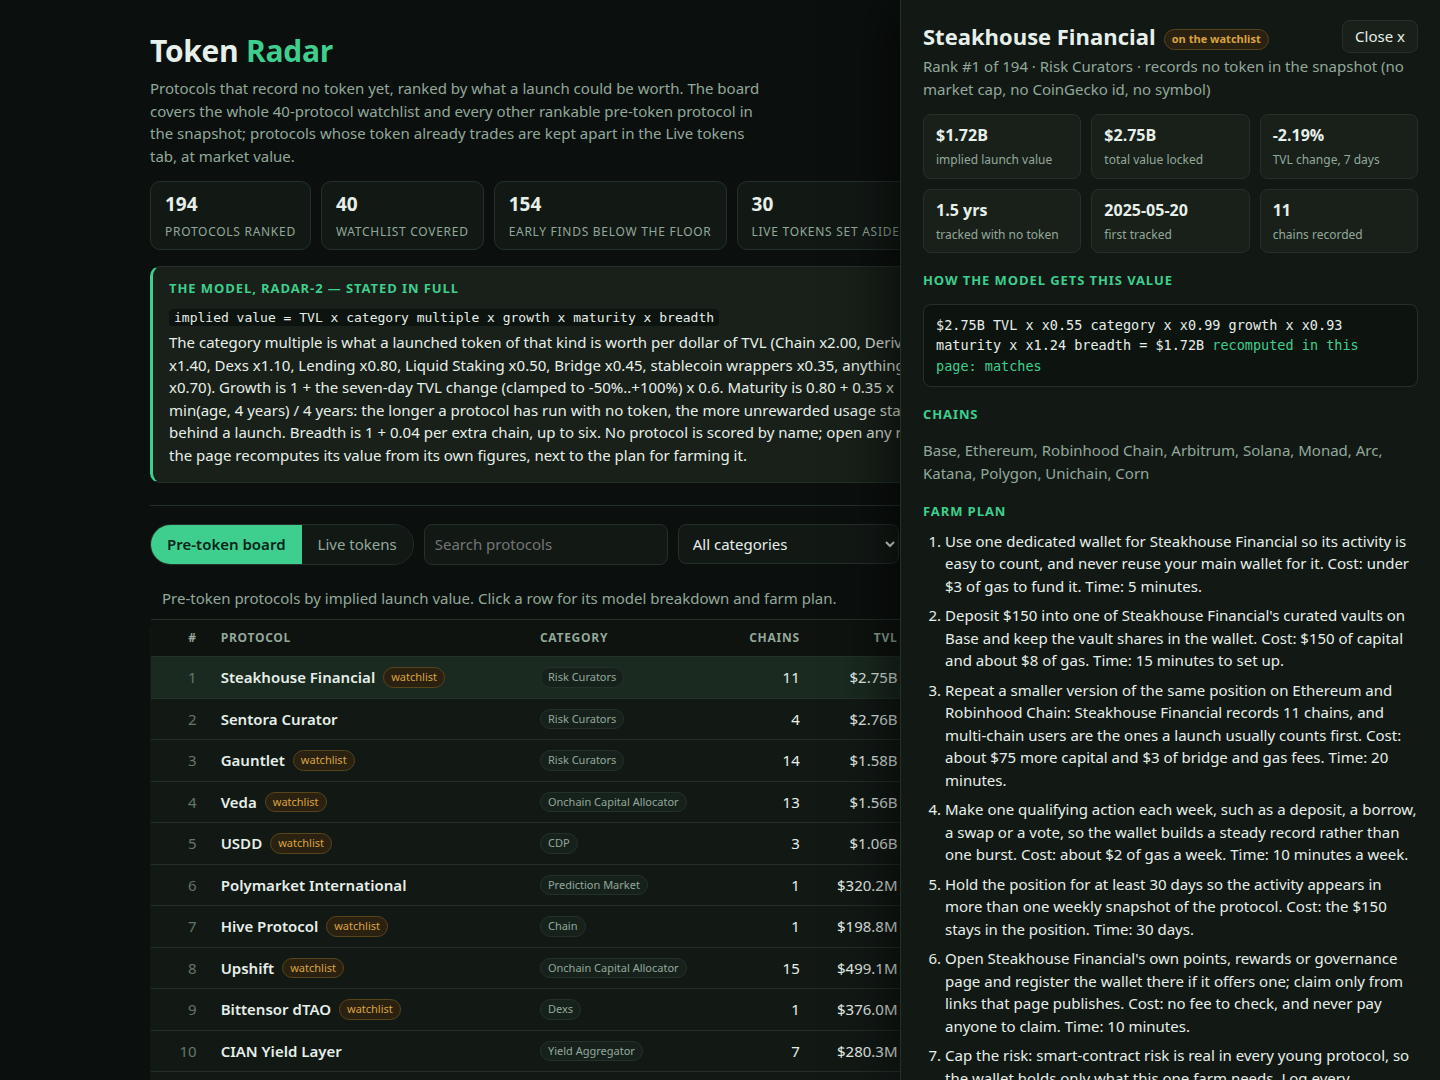 Token Radar
Protocols that record no token yet, ranked by what a launch could be worth. The board
covers the whole 40-protocol watchlist and every other rankable pre-token protocol in
the snapshot; protocols whose token already trades are kept apart in the Live tokens
tab, at market value.
194
PROTOCOLS RANKED
40
WATCHLIST COVERED
154
EARLY FINDS BELOW THE FLOOR
30
LIVE TOKENS SET ASIDE
THE MODEL, RADAR-2 — STATED IN FULL
implied value = TVL x category multiple x growth x maturity x breadth
The category multiple is what a launched token of that kind is worth per dollar of TVL (Chain x2.00, Deriv
x1.40, Dexs x1.10, Lending x0.80, Liquid Staking x0.50, Bridge x0.45, stablecoin wrappers x0.35, anything
x0.70). Growth is 1 + the seven-day TVL change (clamped to -50%..+100%) x 0.6. Maturity is 0.80 + 0.35 x
min(age, 4 years) / 4 years: the longer a protocol has run with no token, the more unrewarded usage sta
behind a launch. Breadth is 1 + 0.04 per extra chain, up to six. No protocol is scored by name; open any r
the page recomputes its value from its own figures, next to the plan for farming it.
Pre-token board
Live tokens
Search protocols
All categories
Pre-token protocols by implied launch value. Click a row for its model breakdown and farm plan.
# PROTOCOL CATEGORY CHAINS TVL
1 Steakhouse Financial watchlist Risk Curators 11 $2.75B
2 Sentora Curator Risk Curators 4 $2.76B
3 Gauntlet watchlist Risk Curators 14 $1.58B
4 Veda watchlist Onchain Capital Allocator 13 $1.56B
5 USDD watchlist CDP 3 $1.06B
6 Polymarket International Prediction Market 1 $320.2M
7 Hive Protocol watchlist Chain 1 $198.8M
8 Upshift watchlist Onchain Capital Allocator 15 $499.1M
9 Bittensor dTAO watchlist Dexs 1 $376.0M
10 CIAN Yield Layer Yield Aggregator 7 $280.3M
Steakhouse Financial on the watchlist
Close x
Rank #1 of 194 · Risk Curators · records no token in the snapshot (no
market cap, no CoinGecko id, no symbol)
$1.72B
implied launch value
$2.75B
total value locked
-2.19%
TVL change, 7 days
1.5 yrs
tracked with no token
2025-05-20
first tracked
11
chains recorded
HOW THE MODEL GETS THIS VALUE
$2.75B TVL x x0.55 category x x0.99 growth x x0.93
maturity x x1.24 breadth = $1.72B recomputed in this
page: matches
CHAINS
Base, Ethereum, Robinhood Chain, Arbitrum, Solana, Monad, Arc,
Katana, Polygon, Unichain, Corn
FARM PLAN
1. Use one dedicated wallet for Steakhouse Financial so its activity is
easy to count, and never reuse your main wallet for it. Cost: under
$3 of gas to fund it. Time: 5 minutes.
2. Deposit $150 into one of Steakhouse Financial's curated vaults on
Base and keep the vault shares in the wallet. Cost: $150 of capital
and about $8 of gas. Time: 15 minutes to set up.
3. Repeat a smaller version of the same position on Ethereum and
Robinhood Chain: Steakhouse Financial records 11 chains, and
multi-chain users are the ones a launch usually counts first. Cost:
about $75 more capital and $3 of bridge and gas fees. Time: 20
minutes.
4. Make one qualifying action each week, such as a deposit, a borrow,
a swap or a vote, so the wallet builds a steady record rather than
one burst. Cost: about $2 of gas a week. Time: 10 minutes a week.
5. Hold the position for at least 30 days so the activity appears in
more than one weekly snapshot of the protocol. Cost: the $150
stays in the position. Time: 30 days.
6. Open Steakhouse Financial's own points, rewards or governance
page and register the wallet there if it offers one; claim only from
links that page publishes. Cost: no fee to check, and never pay
anyone to claim. Time: 10 minutes.
7. Cap the risk: smart-contract risk is real in every young protocol, so
the wallet holds only what this one farm needs. Log every